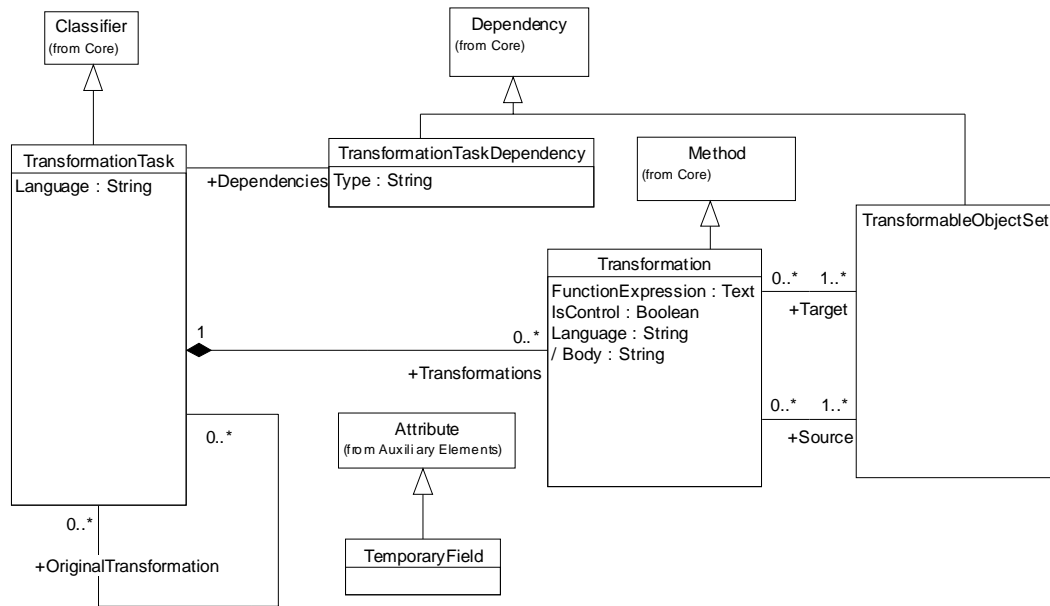 Classifier
(from Core)
Dependency
(from Core)
TransformationTask
Language : String
+Dependencies
TransformationTaskDependency
Type : String
Method
(from Core)
TransformableObjectSet
Transformation
FunctionExpression : Text
IsControl : Boolean
Language : String
/ Body : String
0..*
1..*
+Target
1
0..*
+Transformations
0..*
1..*
+Source
Attribute
(from Auxiliary Elements)
0..*
0..*
+OriginalTransformation
TemporaryField